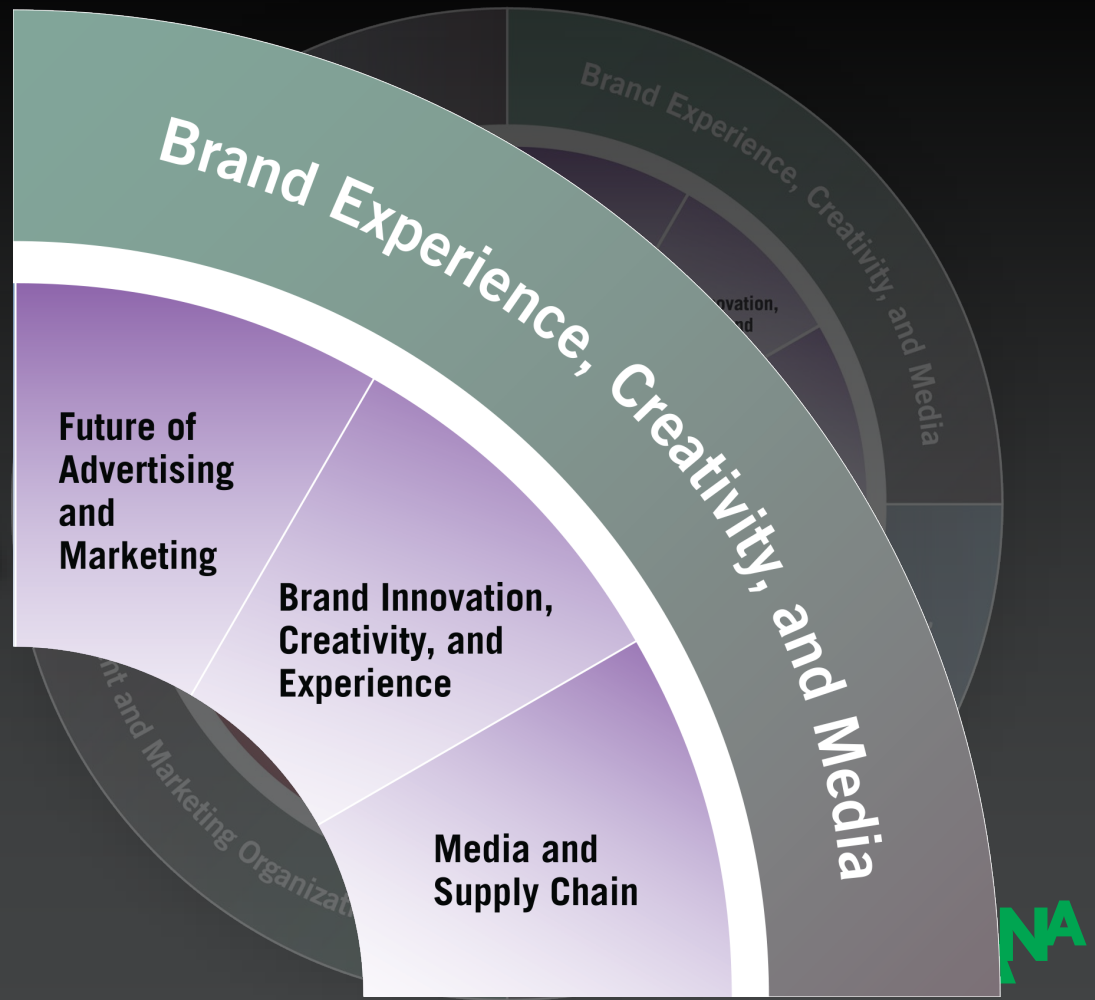 Brand Experience, Creativity, and Media
Future of
Advertising
and
Marketing
Brand Innovation,
Creativity, and
Experience
Media and
Supply Chain
Brand Experience, Creativity, and Media
and Marketing
NA